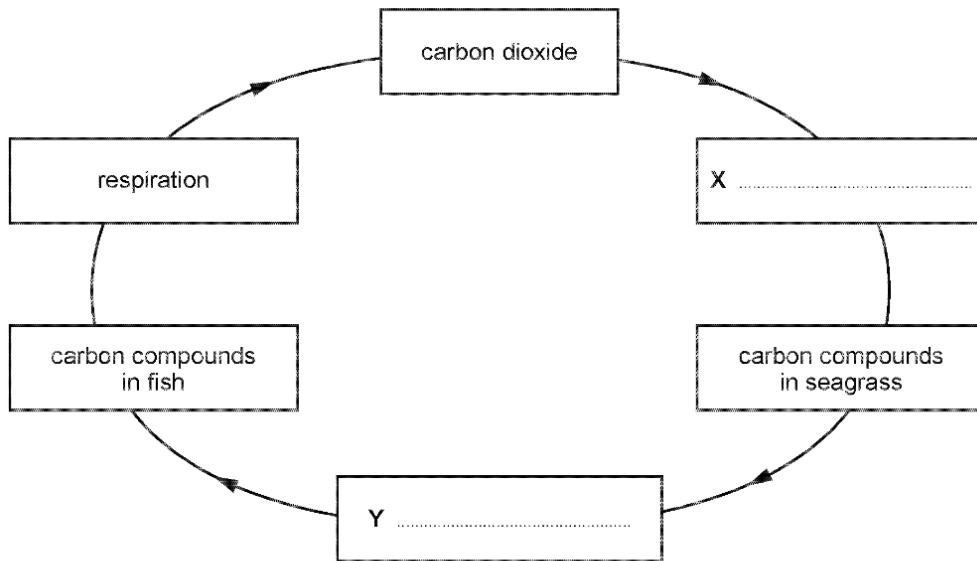 carbon dioxide
respiration
X ........................................
carbon compounds
in fish
carbon compounds
in seagrass
Y ........................................